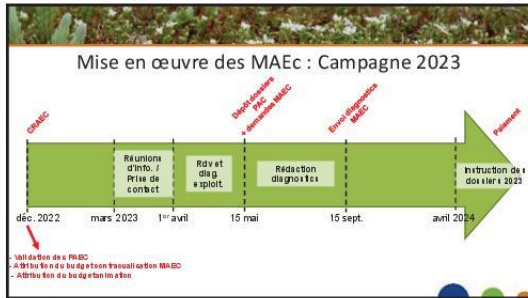 Mise en œuvre des MAEc : Campagne 2023
CRAEC
Dépôt dossiers
PAC
+ demandes MAEC
Envoi diagnostics
MAEC
Paiement
Réunions
d'info. /
Prise de
contact
Rdv et
diag.
exploit.
Rédaction
diagnostics
Instruction des
dossiers 2023
déc. 2022
mars 2023
1er avril
15 mai
15 sept.
avril 2024
- Validation des PAEC
- Attribution du budget contracualisation MAEC
- Attribution du budget animation